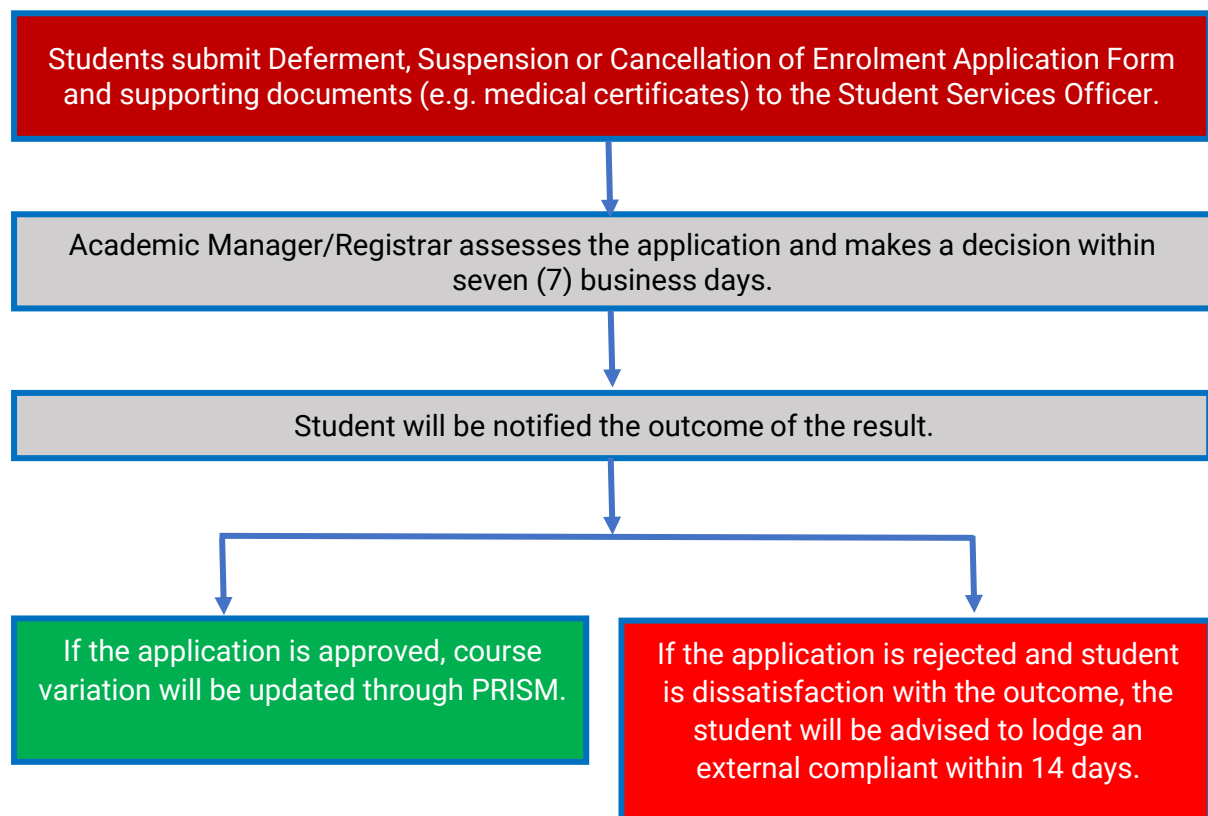 Students submit Deferment, Suspension or Cancellation of Enrolment Application Form
and supporting documents (e.g. medical certificates) to the Student Services Officer.
Academic Manager/Registrar assesses the application and makes a decision within
seven (7) business days.
Student will be notified the outcome of the result.
If the application is approved, course
variation will be updated through PRISM.
If the application is rejected and student
is dissatisfaction with the outcome, the
student will be advised to lodge an
external compliant within 14 days.